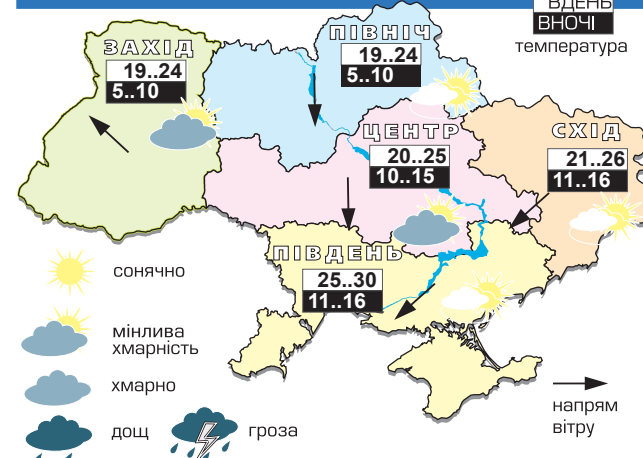 ВДЕНЬ
ВНОЧІ
температура
ЗАХІД
19..24
5..10
ПІВНІЧ
19..24
5..10
ЦЕНТР
20..25
10..15
СХІД
21..26
11..16
ПІВДЕНЬ
25..30
11..16
сонячно
мінлива
хмарність
хмарно
дощ
гроза
напрям
вітру